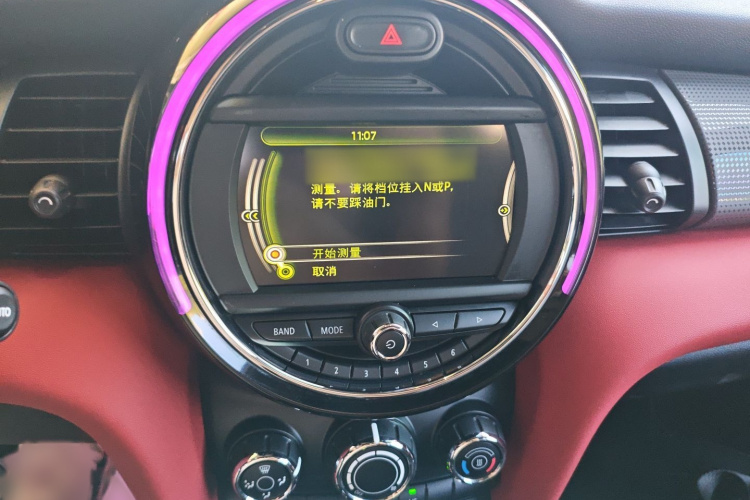 11:07
测量。请将档位挂入N或P,
请不要踩油门。
开始测量
取消
BAND MODE
1 2 3 4 5 6